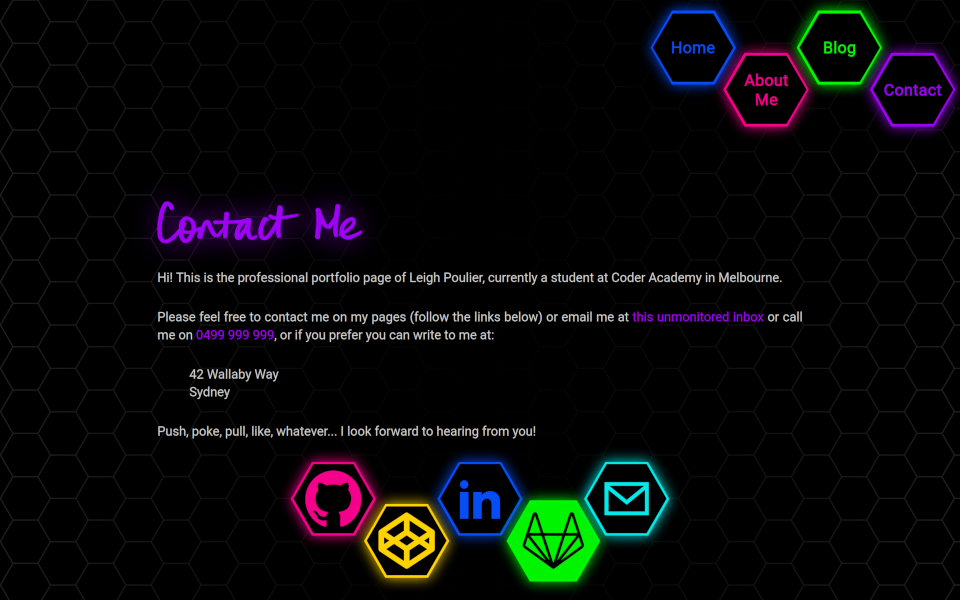 Home
Blog
About
Me
Contact
Contact Me
Hi! This is the professional portfolio page of Leigh Poulier, currently a student at Coder Academy in Melbourne.
Please feel free to contact me on my pages (follow the links below) or email me at this unmonitored inbox or call
me on 0499 999 999, or if you prefer you can write to me at:
42 Wallaby Way
Sydney
Push, poke, pull, like, whatever... I look forward to hearing from you!
in